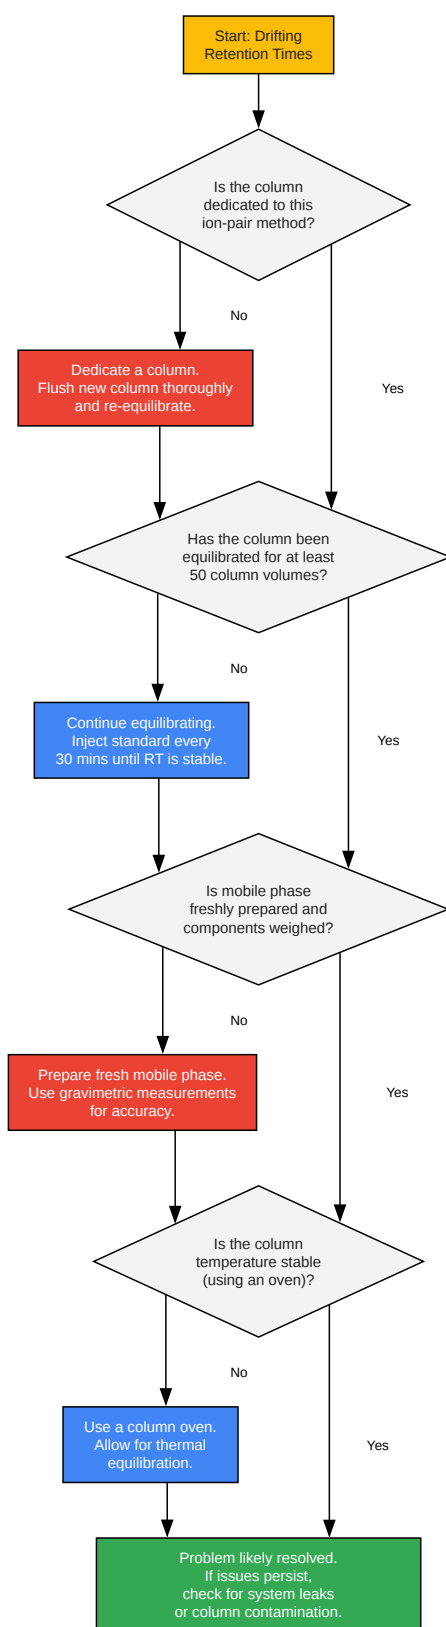 Start: Drifting
Retention Times
Is the column
dedicated to this
ion-pair method?
No
Dedicate a column.
Flush new column thoroughly
and re-equilibrate.
Yes
Has the column been
equilibrated for at least
50 column volumes?
No
Continue equilibrating.
Inject standard every
30 mins until RT is stable.
Yes
Is mobile phase
freshly prepared and
components weighed?
No
Prepare fresh mobile phase.
Use gravimetric measurements
for accuracy.
Yes
Is the column
temperature stable
(using an oven)?
No
Use a column oven.
Allow for thermal
equilibration.
Yes
Problem likely resolved.
If issues persist,
check for system leaks
or column contamination.